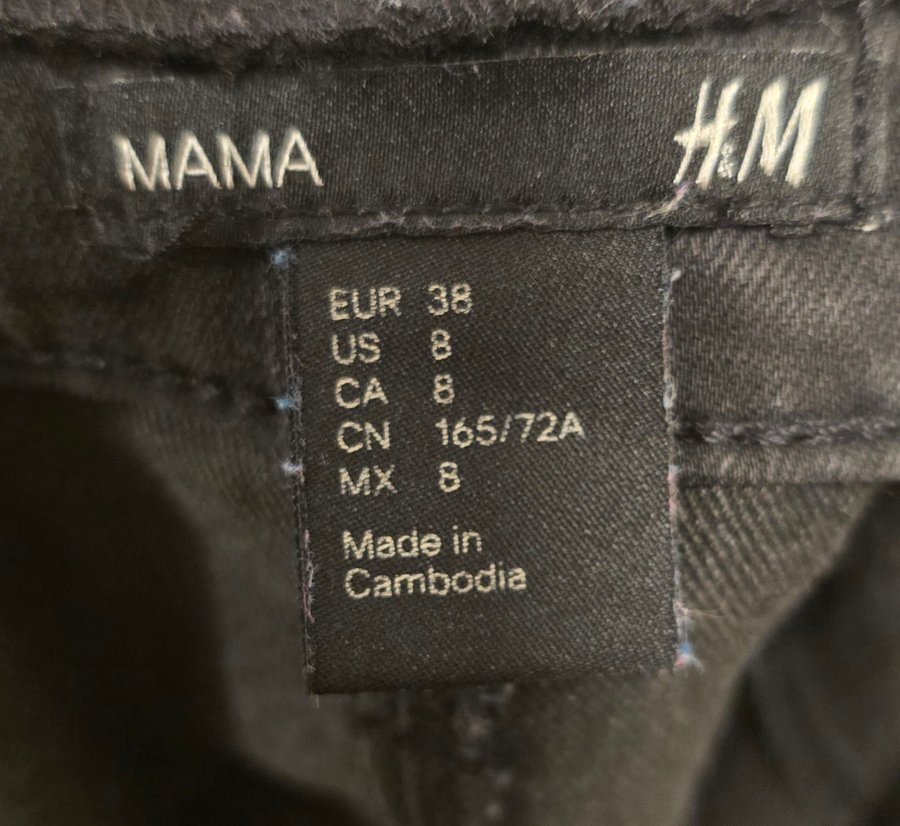 MAMA H&M
EUR 38
US 8
CA 8
CN 165/72A
MX 8
Made in
Cambodia